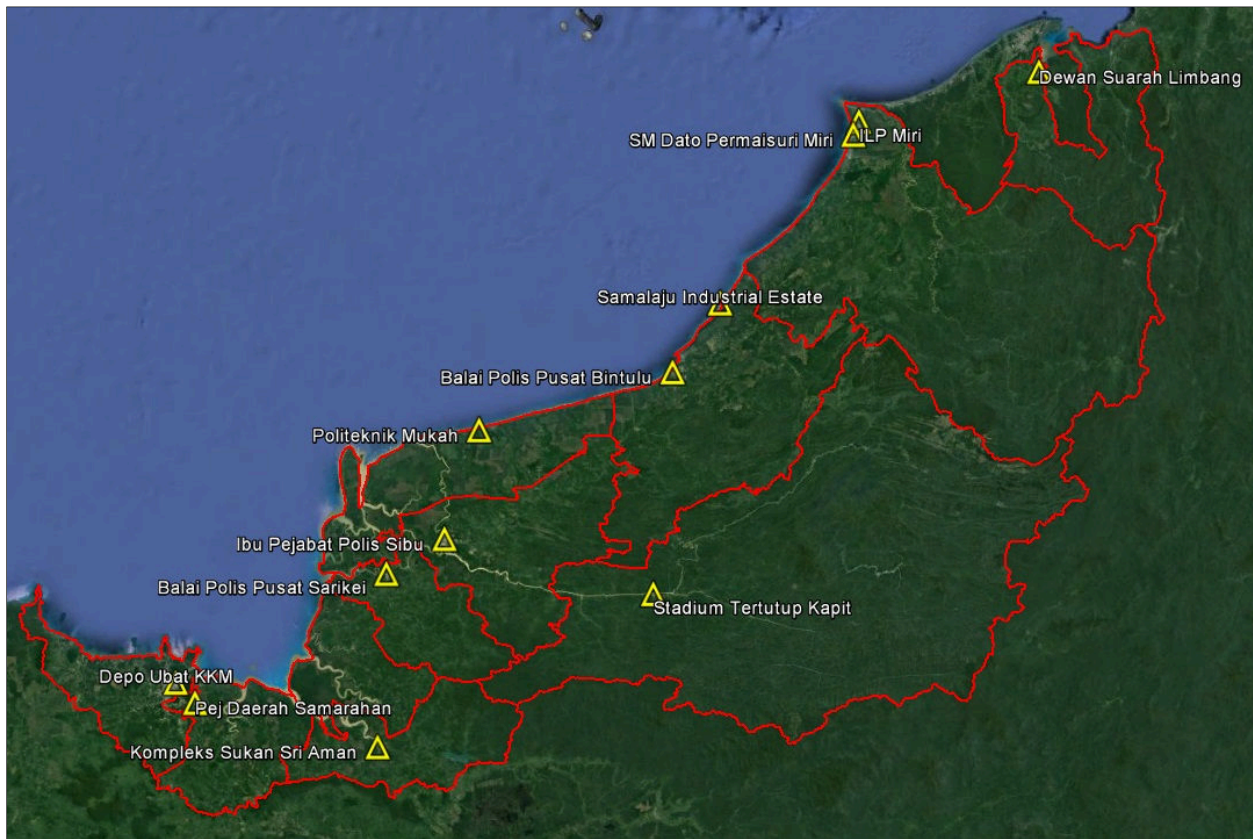 Dewan Suarah Limbang
SM Dato Permaisuri Miri
ILP Miri
Samalaju Industrial Estate
Balai Polis Pusat Bintulu
Politeknik Mukah
Ibu Pejabat Polis Sibu
Balai Polis Pusat Sarikei
Stadium Tertutup Kapit
Depo Ubat KKM
Pej Daerah Samarahan
Kompleks Sukan Sri Aman